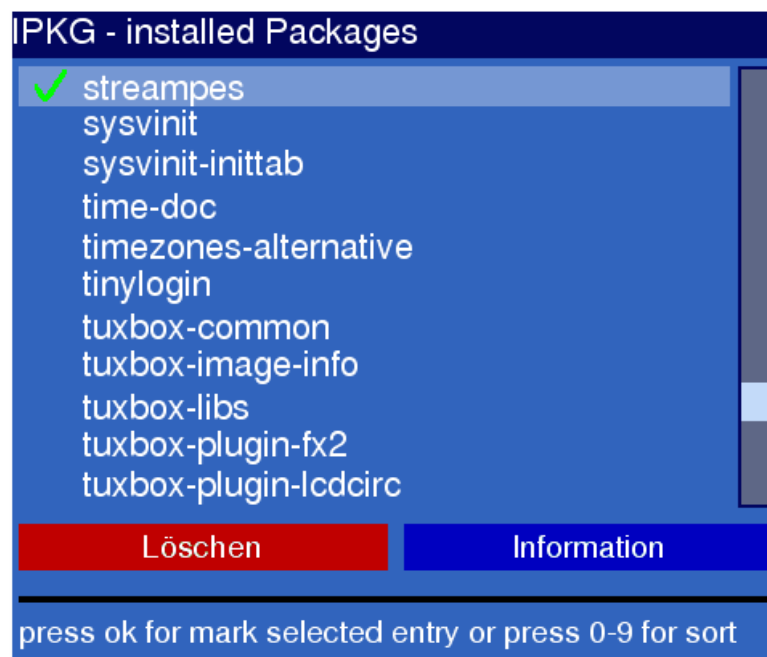 IPKG - installed Packages
streampes
sysvinit
sysvinit-inittab
time-doc
timezones-alternative
tinylogin
tuxbox-common
tuxbox-image-info
tuxbox-libs
tuxbox-plugin-fx2
tuxbox-plugin-lcdcirc
Löschen Information
press ok for mark selected entry or press 0-9 for sort